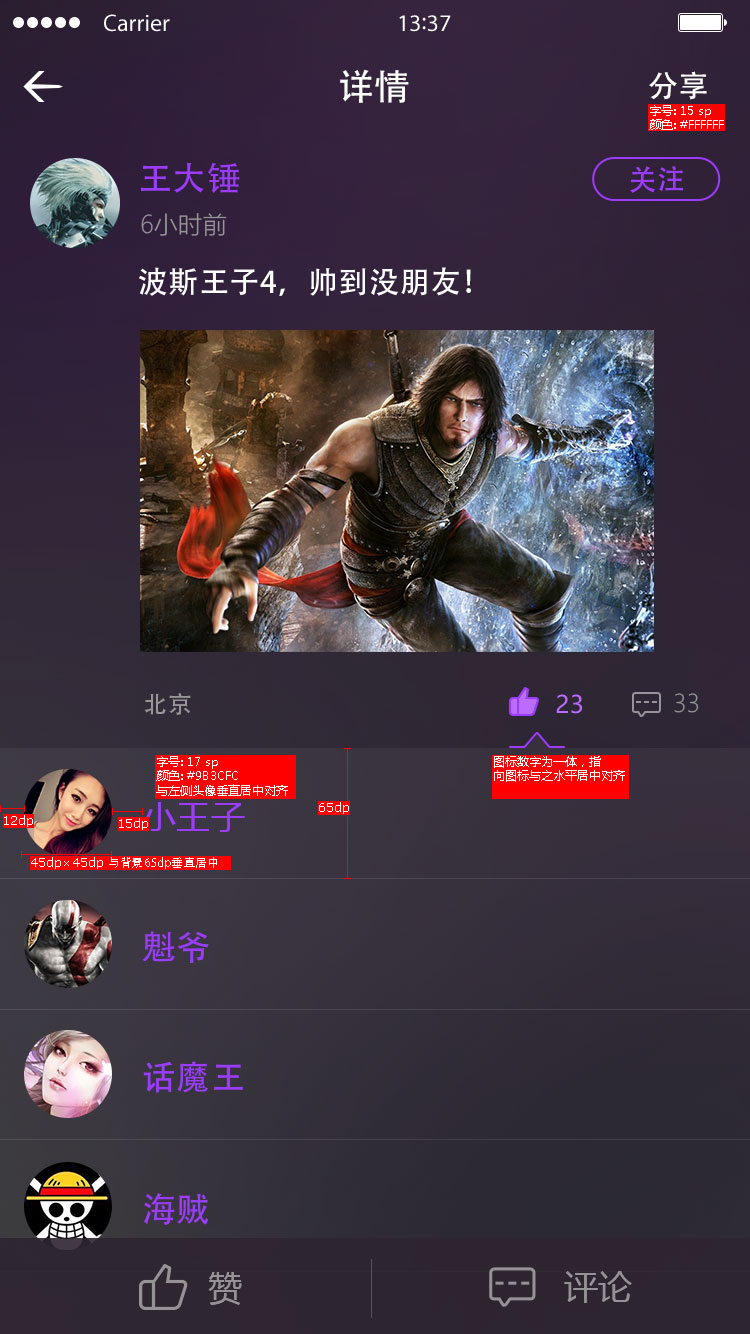 Carrier
13:37
详情
分享
字号: 15 sp
颜色: #FFFFFF
王大锤
关注
6小时前
波斯王子4，帅到没朋友！
北京
23
33
字号: 17 sp
颜色: #9B3CFC
与左侧头像垂直居中对齐
图标数字为一体，指
向图标与之水平居中对齐
65dp
12dp
15dp
小王子
45dp×45dp 与背景65dp垂直居中
魁爷
话魔王
海贼
赞
评论